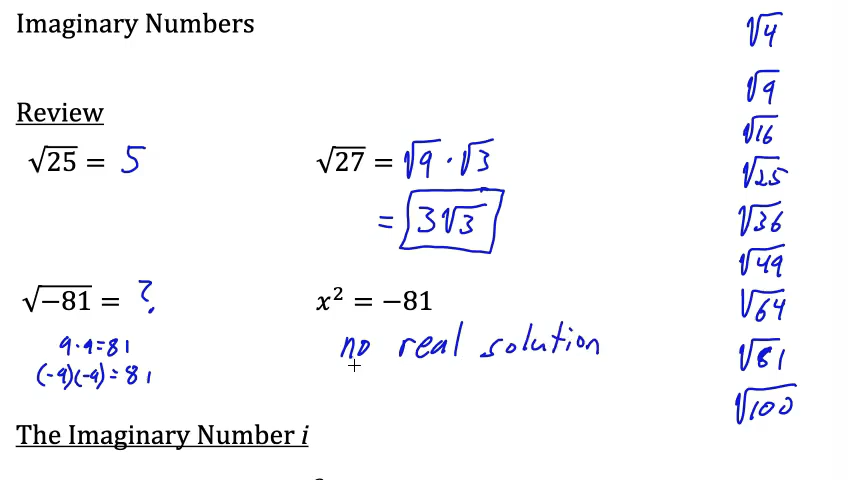 Imaginary Numbers
Review
√25 = 5
√27 = √9 · √3
= 3√3
√−81 = ?
9·9=81
(-9)(-9)=81
x² = −81
no real solution
The Imaginary Number i
√4
√9
√16
√25
√36
√49
√64
√81
√100